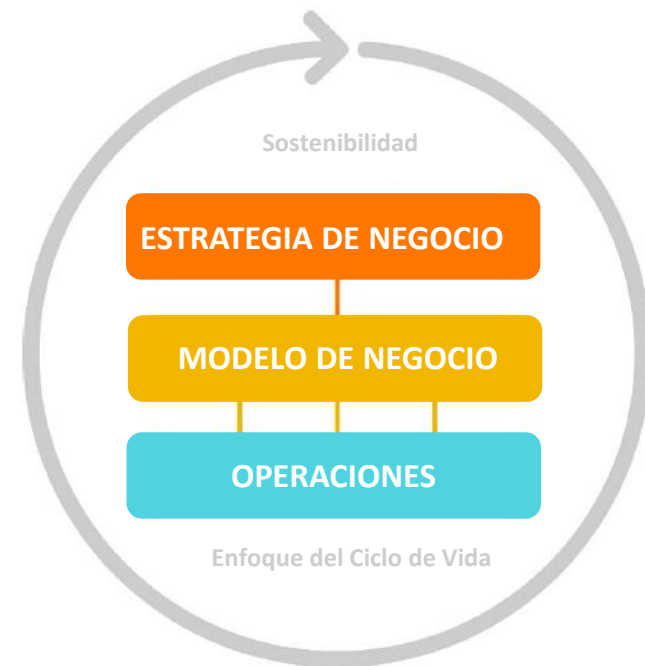 Sostenibilidad
ESTRATEGIA DE NEGOCIO
MODELO DE NEGOCIO
OPERACIONES
Enfoque del Ciclo de Vida